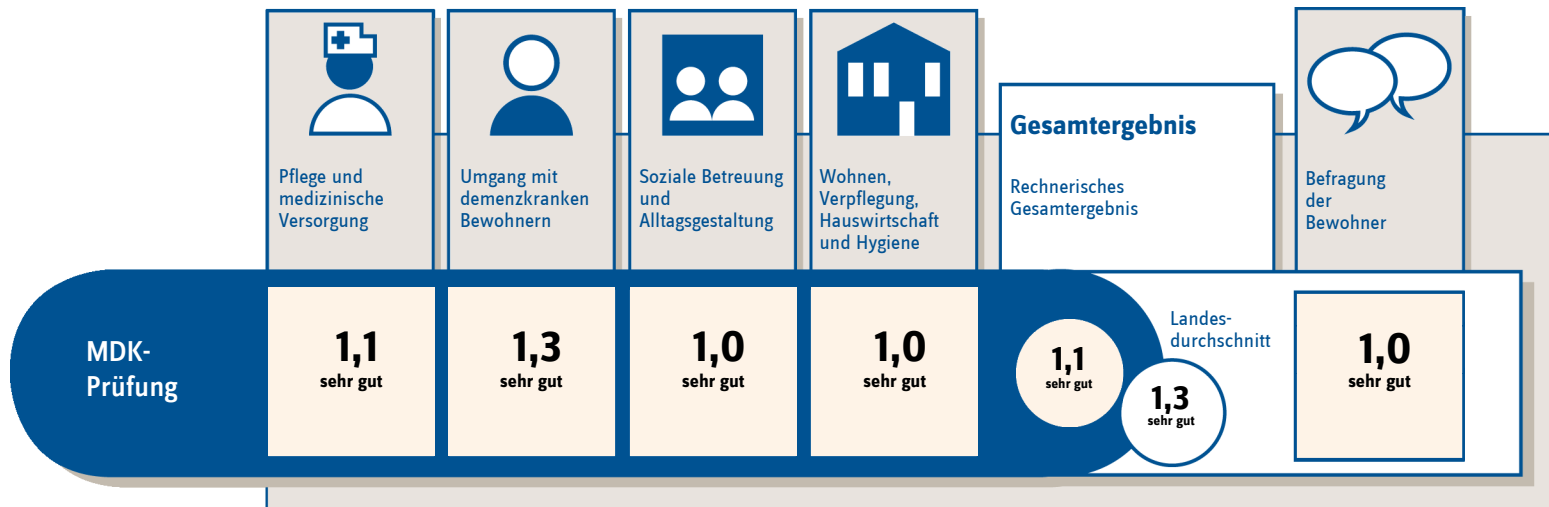 Pflege und
medizinische
Versorgung
Umgang mit
demenzkranken
Bewohnern
Soziale Betreuung
und
Alltagsgestaltung
Wohnen,
Verpflegung,
Hauswirtschaft
und Hygiene
Gesamtergebnis
Rechnerisches
Gesamtergebnis
Befragung
der
Bewohner
MDK-
Prüfung
1,1
sehr gut
1,3
sehr gut
1,0
sehr gut
1,0
sehr gut
1,1
sehr gut
Landes-
durchschnitt
1,3
sehr gut
1,0
sehr gut